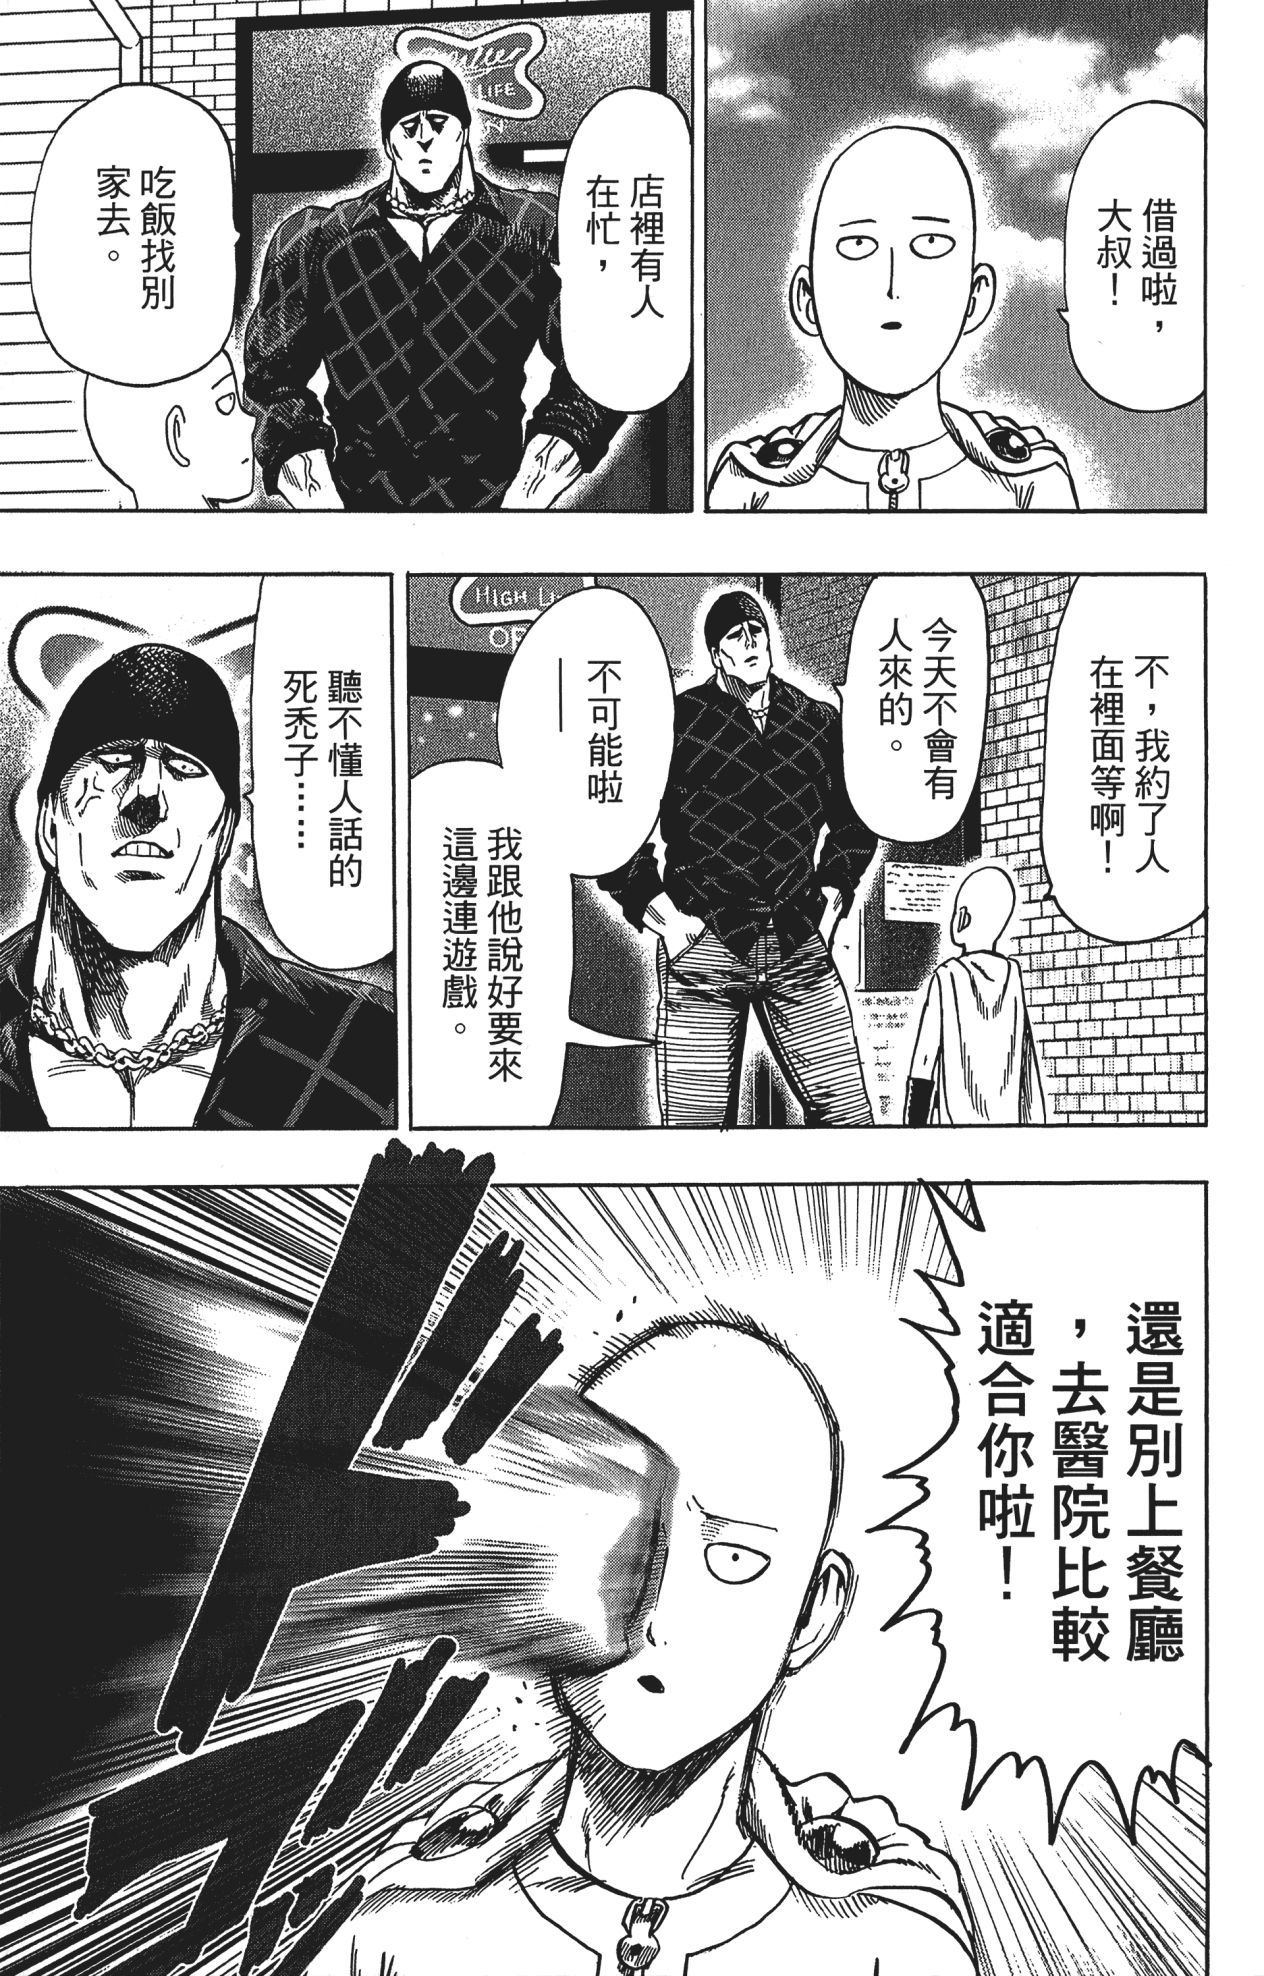 借過啦，
大叔！
店裡有人
在忙，
吃飯找別
家去。
LIFE
不，我約了人
在裡面等啊！
今天不會有
人來的。
不可能啦
——
我跟他說好要來
這邊連遊戲。
HIGH LI
OP
聽不懂人話的
死禿子……
還是別上餐廳
，去醫院比較
適合你啦！